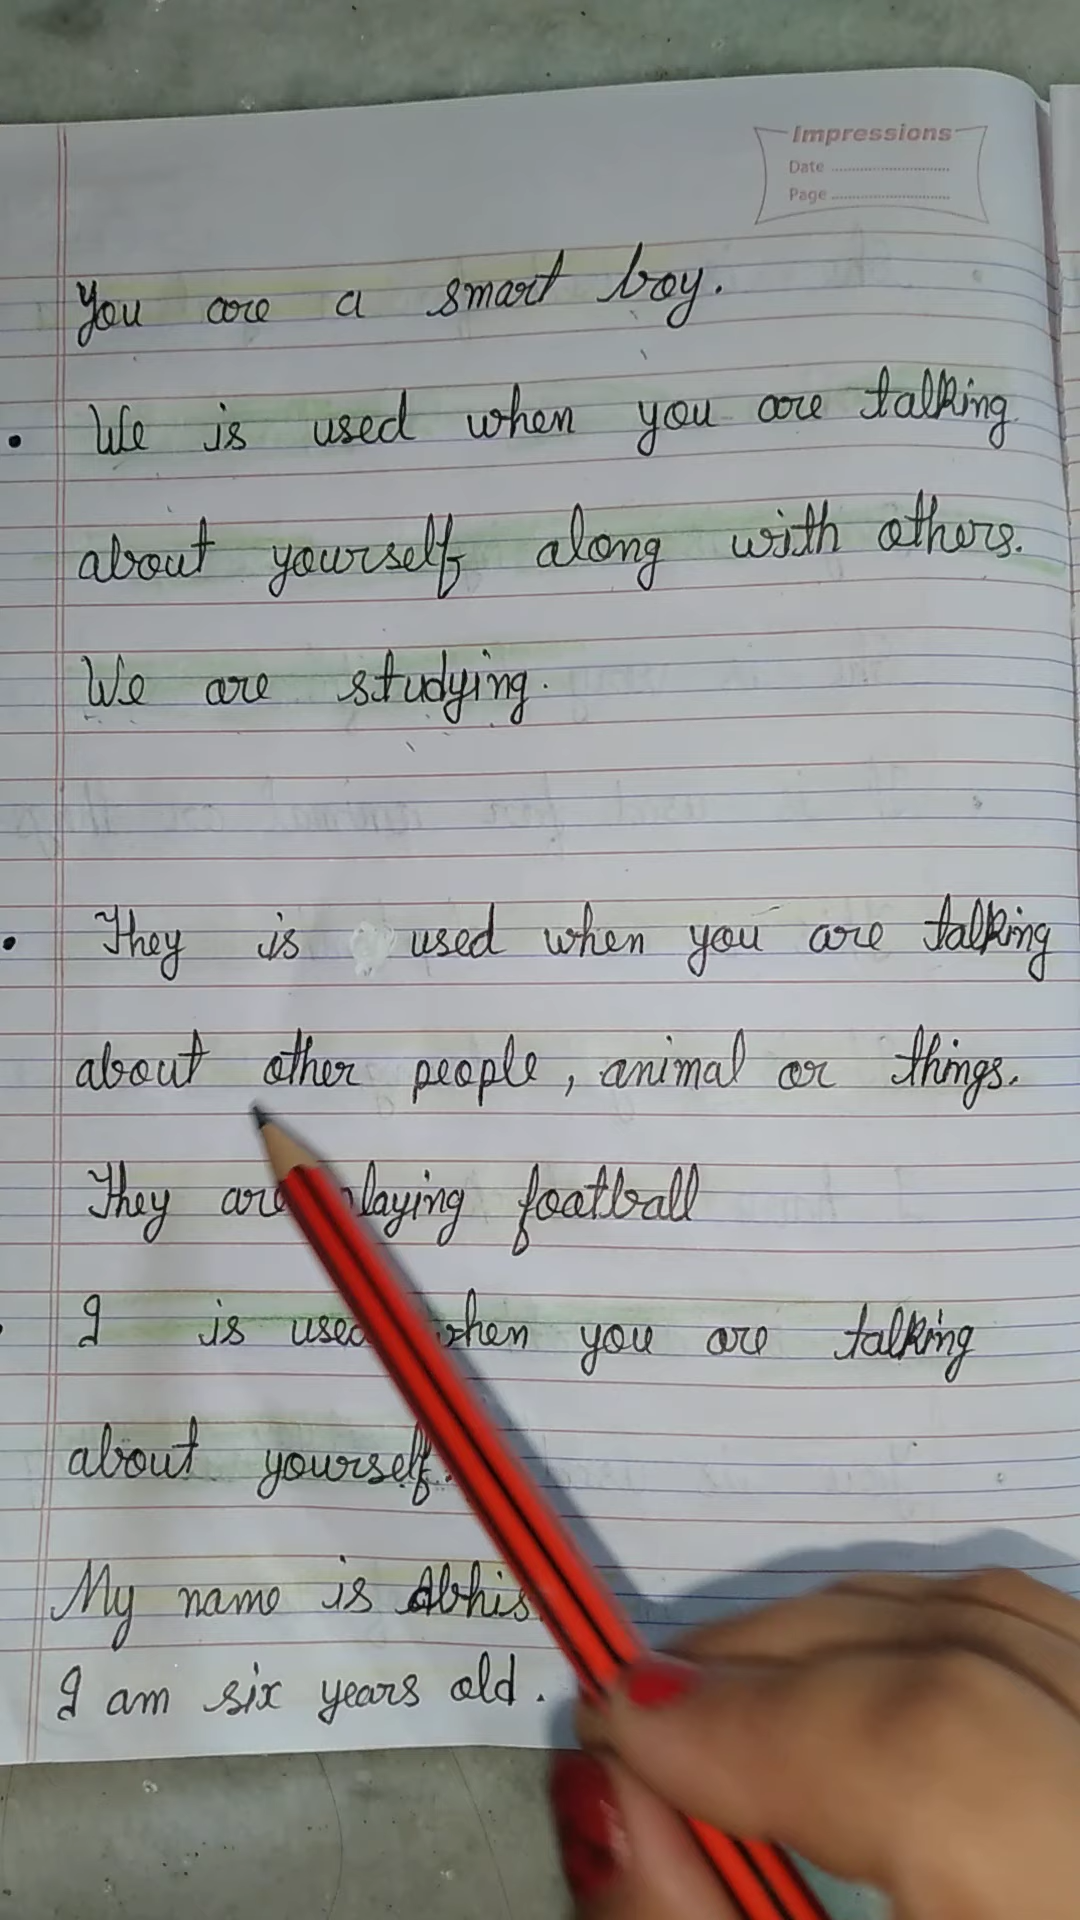 Impressions
Date
Page
You are a smart boy.
• We is used when you are talking
about yourself along with others.
We are studying.
• They is used when you are talking
about other people, animal or things.
They are laying football
I is used when you are talking
about yourself.
My name is Abhis
I am six years old.